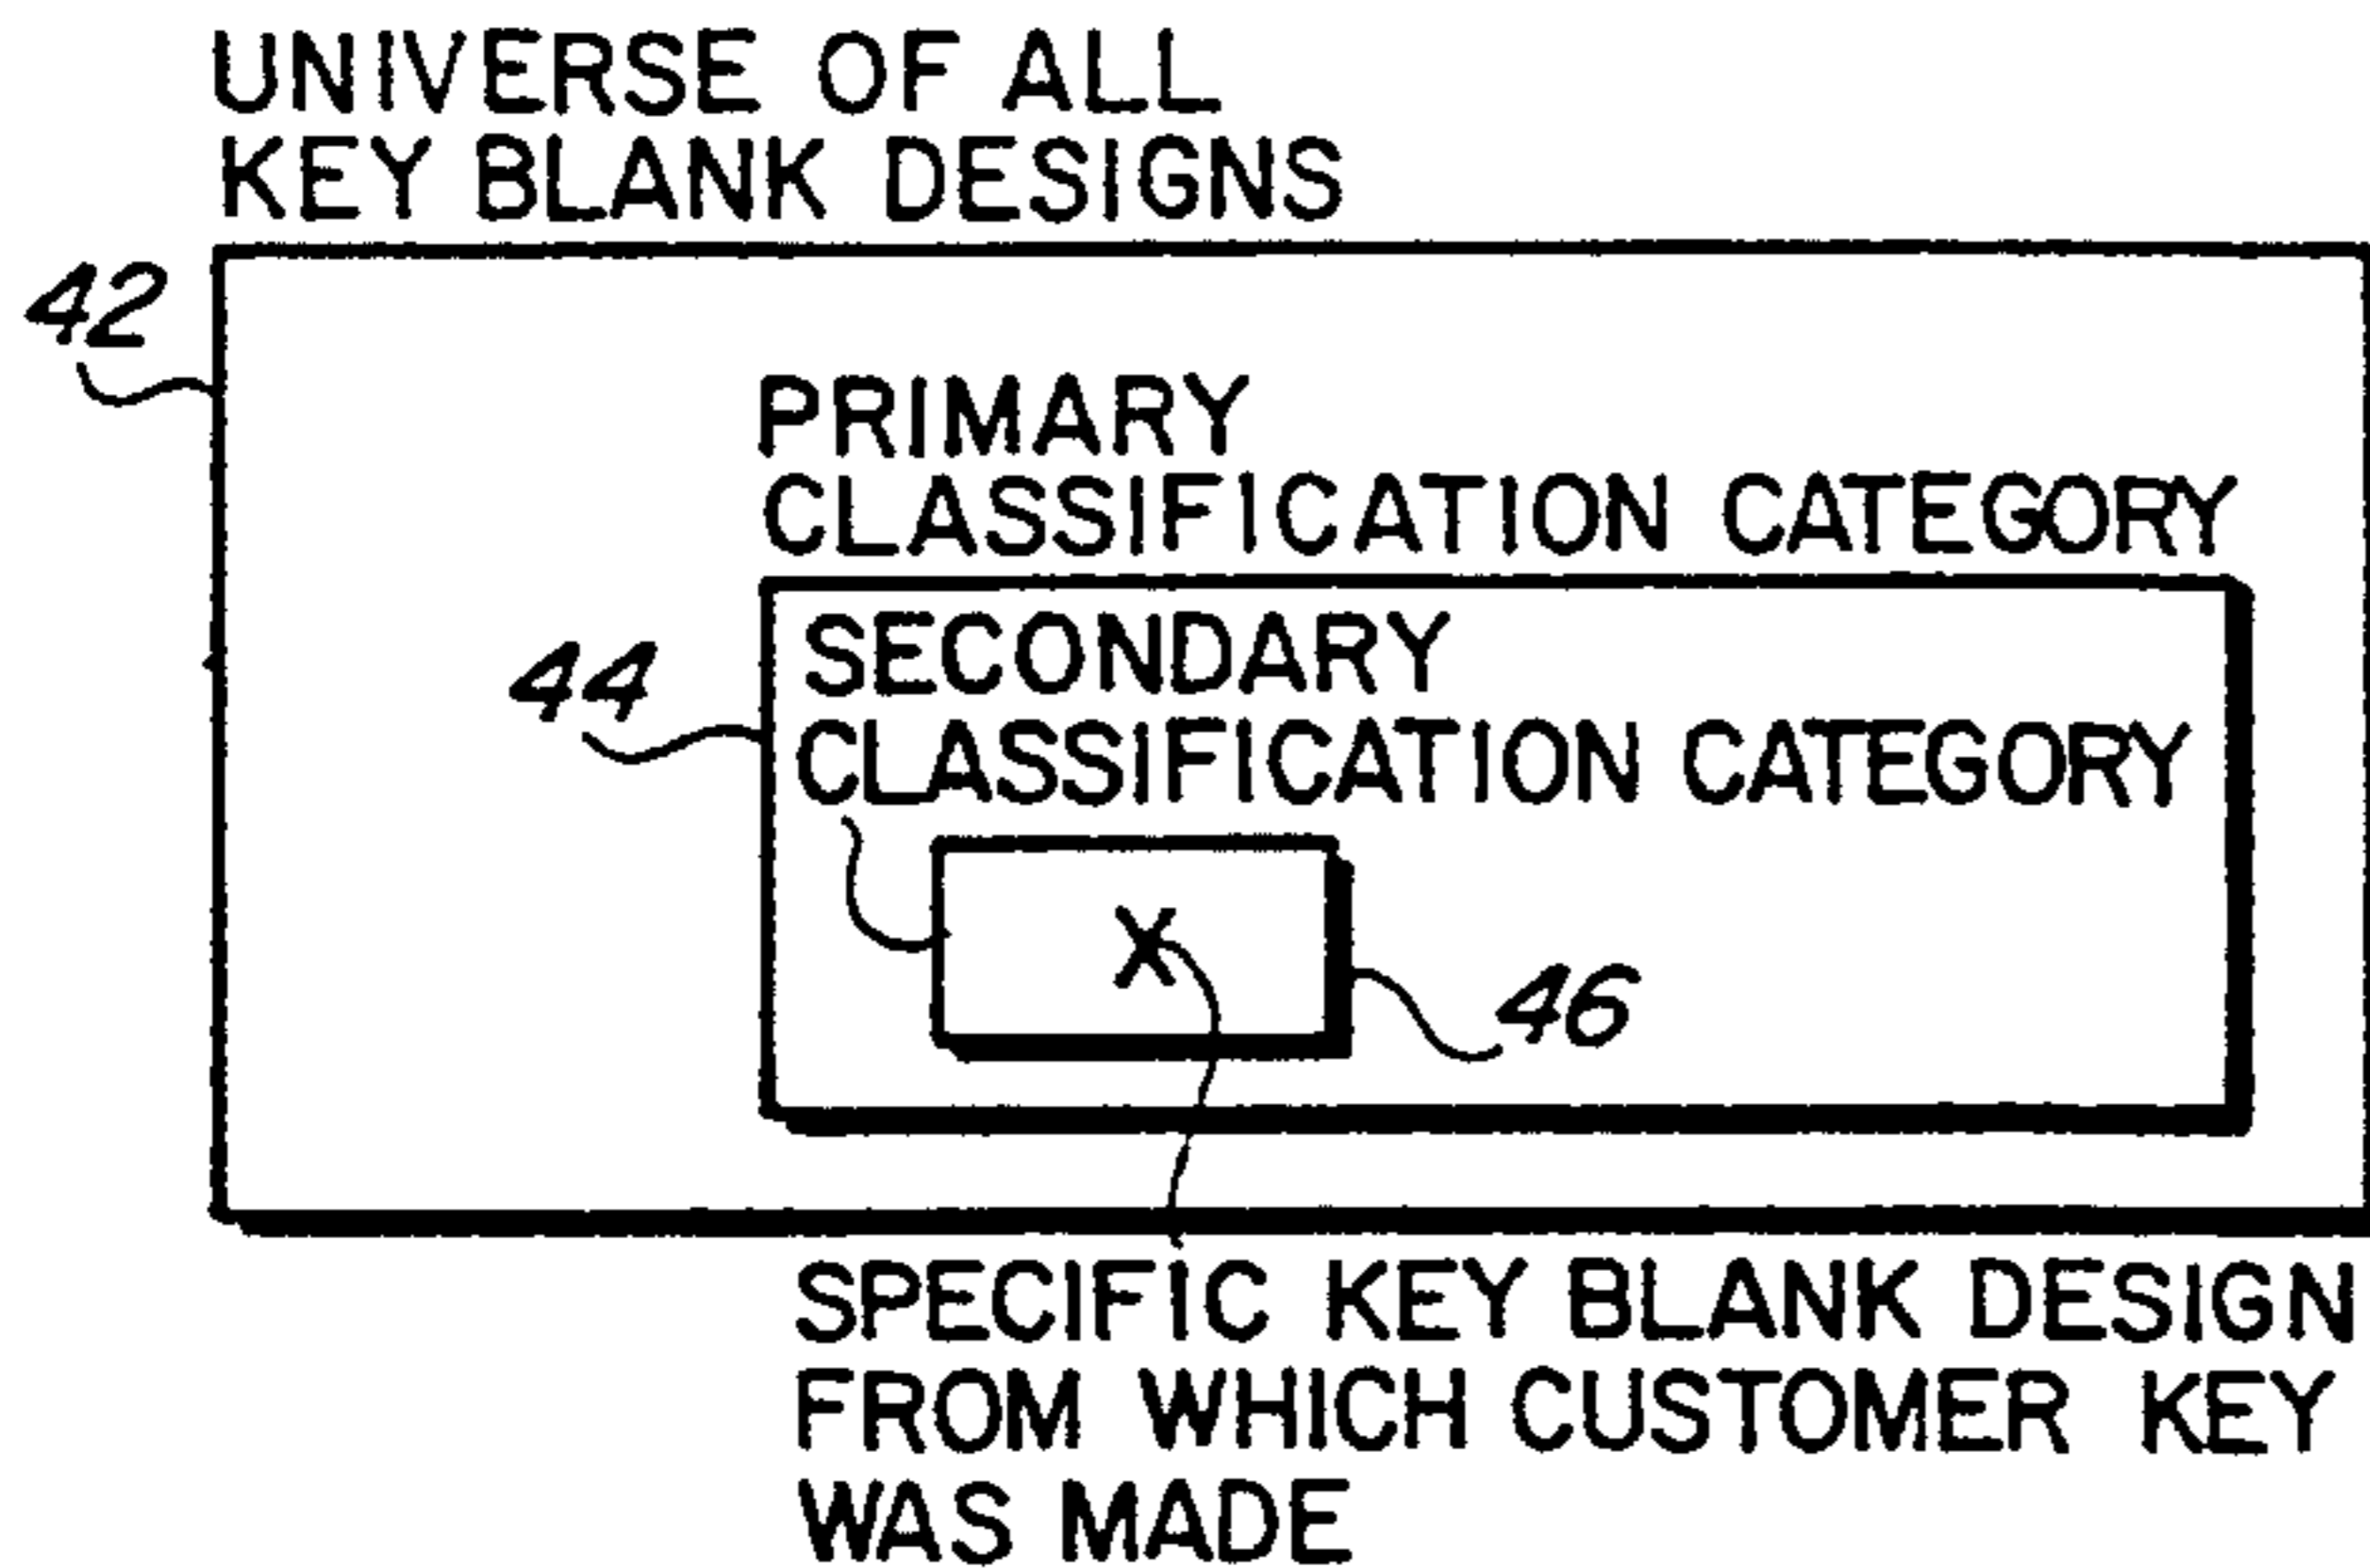 UNIVERSE OF ALL
KEY BLANK DESIGNS
42
PRIMARY
CLASSIFICATION CATEGORY
44
SECONDARY
CLASSIFICATION CATEGORY
X
46
SPECIFIC KEY BLANK DESIGN
FROM WHICH CUSTOMER KEY
WAS MADE